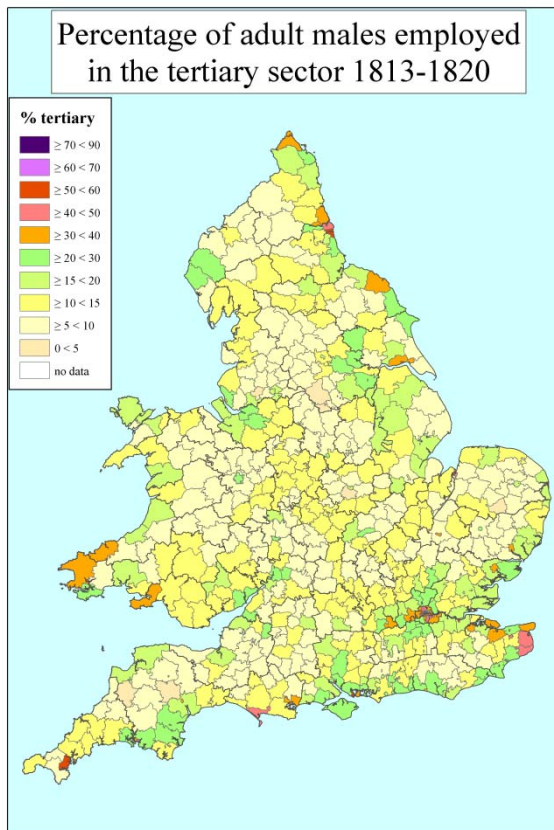 Percentage of adult males employed
in the tertiary sector 1813-1820
% tertiary
≥ 70 < 90
≥ 60 < 70
≥ 50 < 60
≥ 40 < 50
≥ 30 < 40
≥ 20 < 30
≥ 15 < 20
≥ 10 < 15
≥ 5 < 10
0 < 5
no data